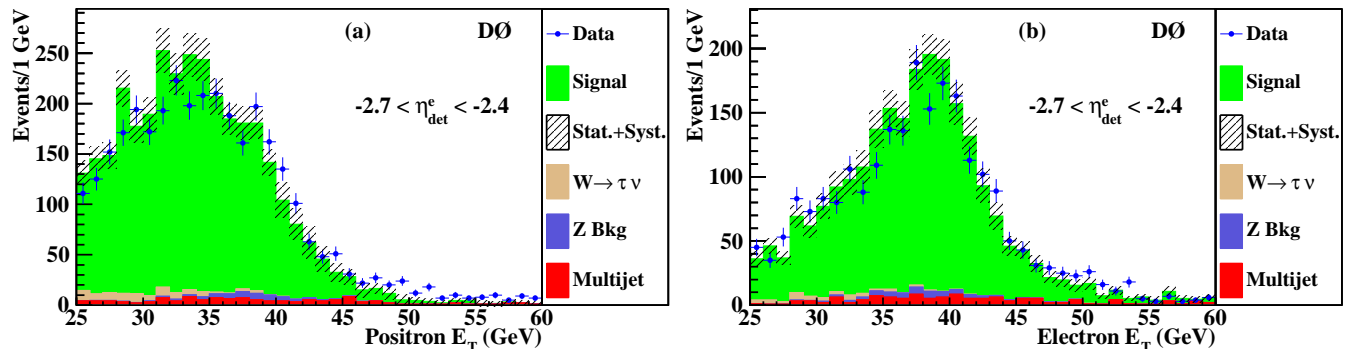 Events/1 GeV
250
200
150
100
50
0
(a) DØ
-2.7 < η^e_det < -2.4
Data
Signal
Stat.+Syst.
W→ τ ν
Z Bkg
Multijet
25 30 35 40 45 50 55 60
Positron E_T (GeV)
Events/1 GeV
200
150
100
50
0
(b) DØ
-2.7 < η^e_det < -2.4
Data
Signal
Stat.+Syst.
W→ τ ν
Z Bkg
Multijet
25 30 35 40 45 50 55 60
Electron E_T (GeV)